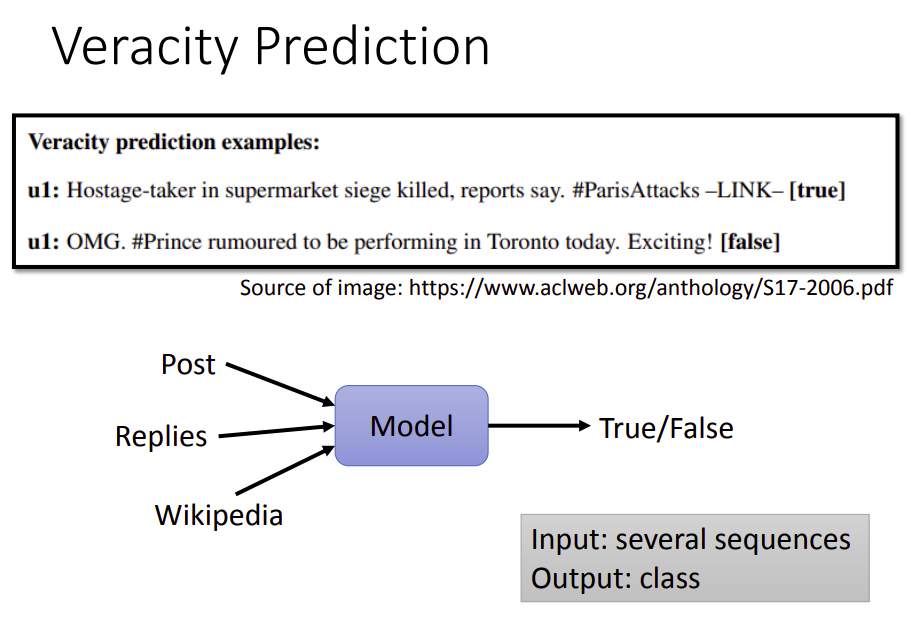 Veracity Prediction
Veracity prediction examples:
u1: Hostage-taker in supermarket siege killed, reports say. #ParisAttacks –LINK– [true]
u1: OMG. #Prince rumoured to be performing in Toronto today. Exciting! [false]
Source of image: https://www.aclweb.org/anthology/S17-2006.pdf
Post
Replies
Model
True/False
Wikipedia
Input: several sequences
Output: class